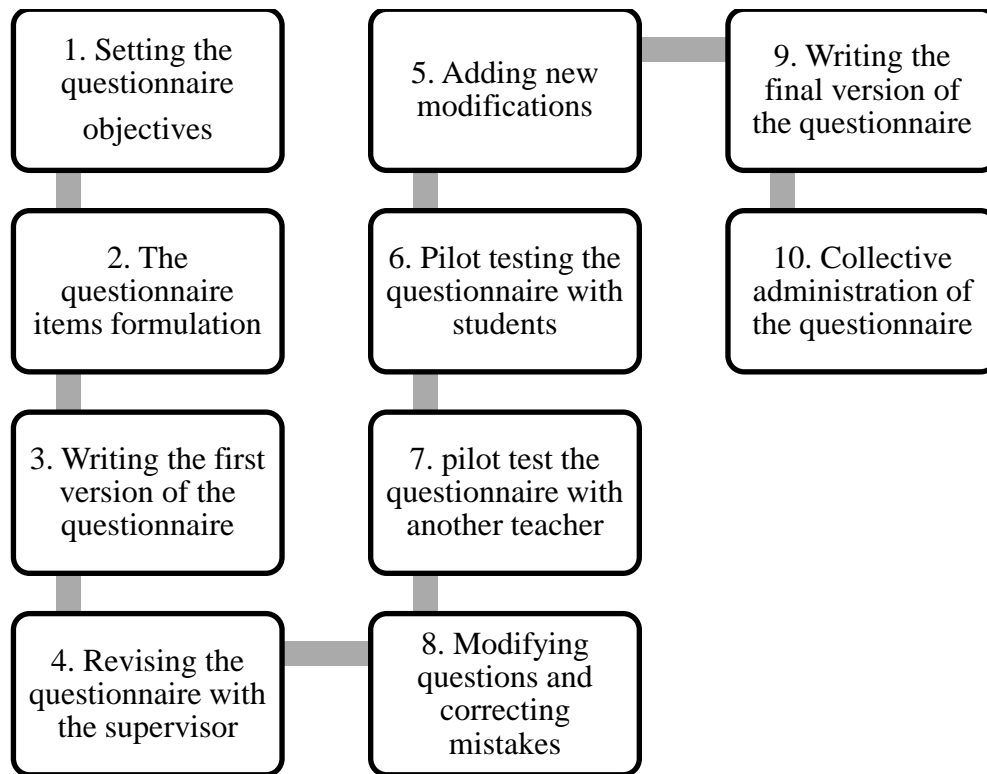 1. Setting the
questionnaire
objectives
2. The
questionnaire
items formulation
3. Writing the first
version of the
questionnaire
4. Revising the
questionnaire with
the supervisor
5. Adding new
modifications
6. Pilot testing the
questionnaire with
students
7. pilot test the
questionnaire with
another teacher
8. Modifying
questions and
correcting
mistakes
9. Writing the
final version of
the questionnaire
10. Collective
administration of
the questionnaire